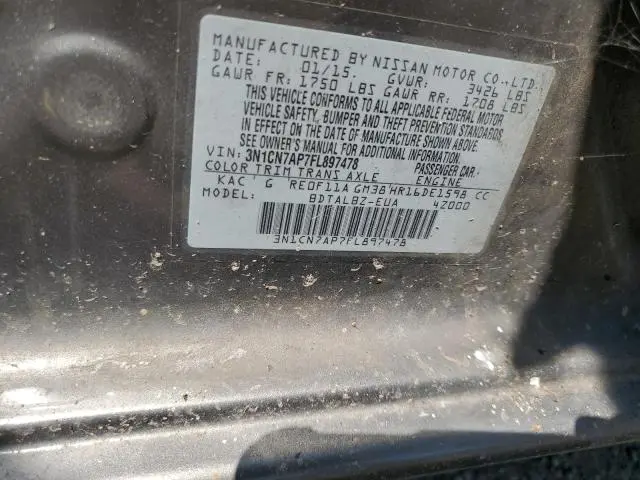 MANUFACTURED BY NISSAN MOTOR CO.,LTD.
DATE: 01/15. GVWR: 3426 LBS
GAWR FR: 1750 LBS GAWR RR: 1708 LBS
THIS VEHICLE CONFORMS TO ALL APPLICABLE FEDERAL MOTOR
VEHICLE SAFETY, BUMPER AND THEFT PREVENTION STANDARDS
IN EFFECT ON THE DATE OF MANUFACTURE SHOWN ABOVE.
SEE OWNER'S MANUAL FOR ADDITIONAL INFORMATION.
VIN: 3N1CN7AP7FL897478 PASSENGER CAR.
COLOR TRIM TRANS AXLE ENGINE
KAC G RE0F11A GM38 HR16DE1598 CC
MODEL: BDTALBZ-EUA 42000
3N1CN7AP7FL897478